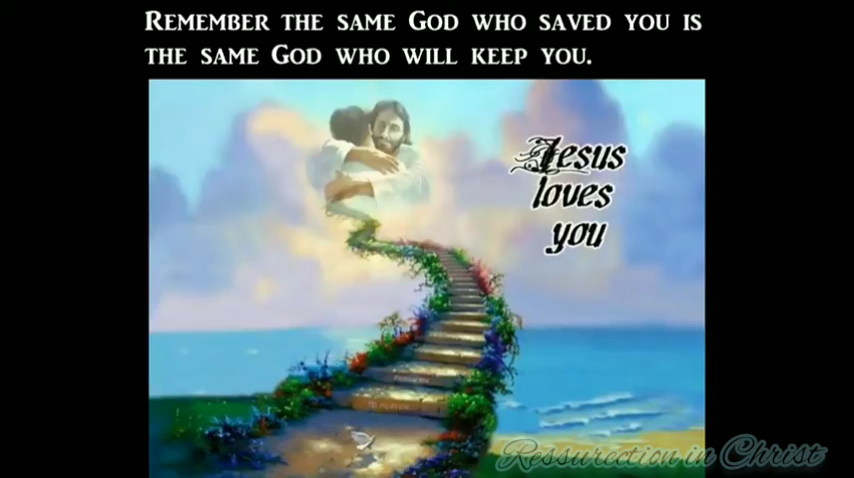 Remember the same God who saved you is
the same God who will keep you.
Jesus
loves
you
Ressurection in Christ